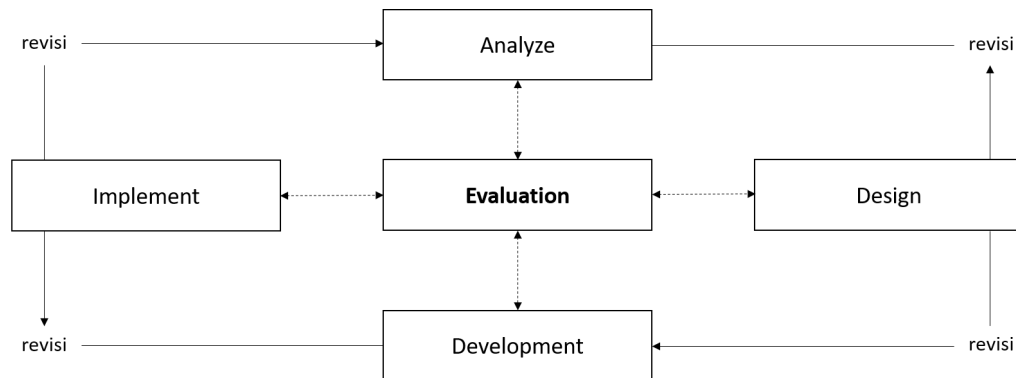 revisi
Analyze
revisi
Implement
Evaluation
Design
revisi
Development
revisi